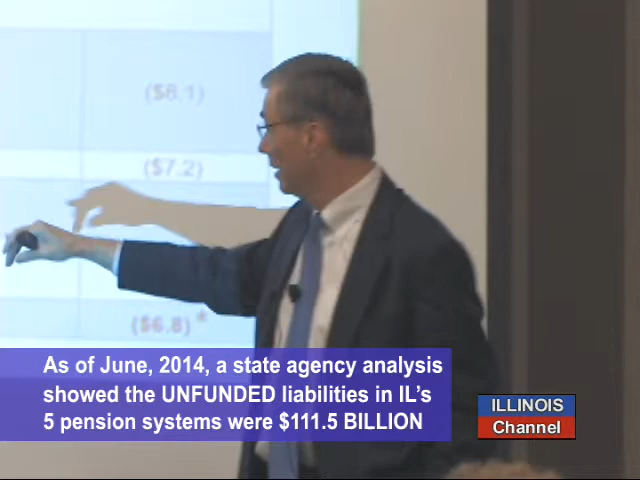 ($8.1)
($7.2)
($6.8)*
As of June, 2014, a state agency analysis
showed the UNFUNDED liabilities in IL's
5 pension systems were $111.5 BILLION
ILLINOIS
Channel